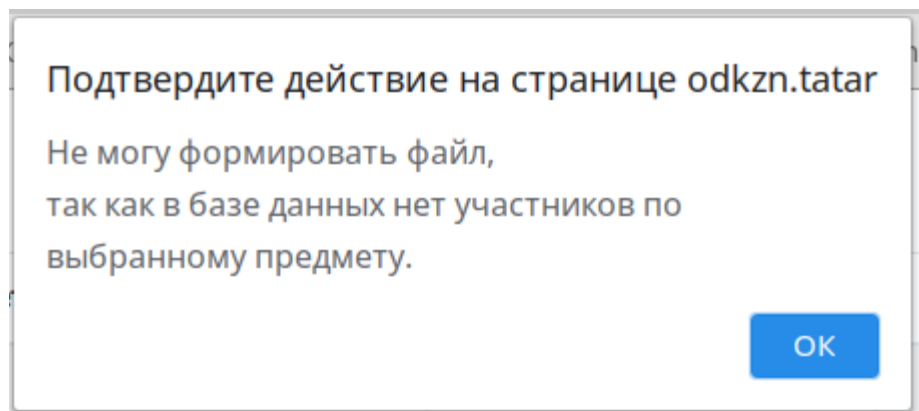 Подтвердите действие на странице odkzn.tatar
Не могу формировать файл,
так как в базе данных нет участников по
выбранному предмету.
ОК